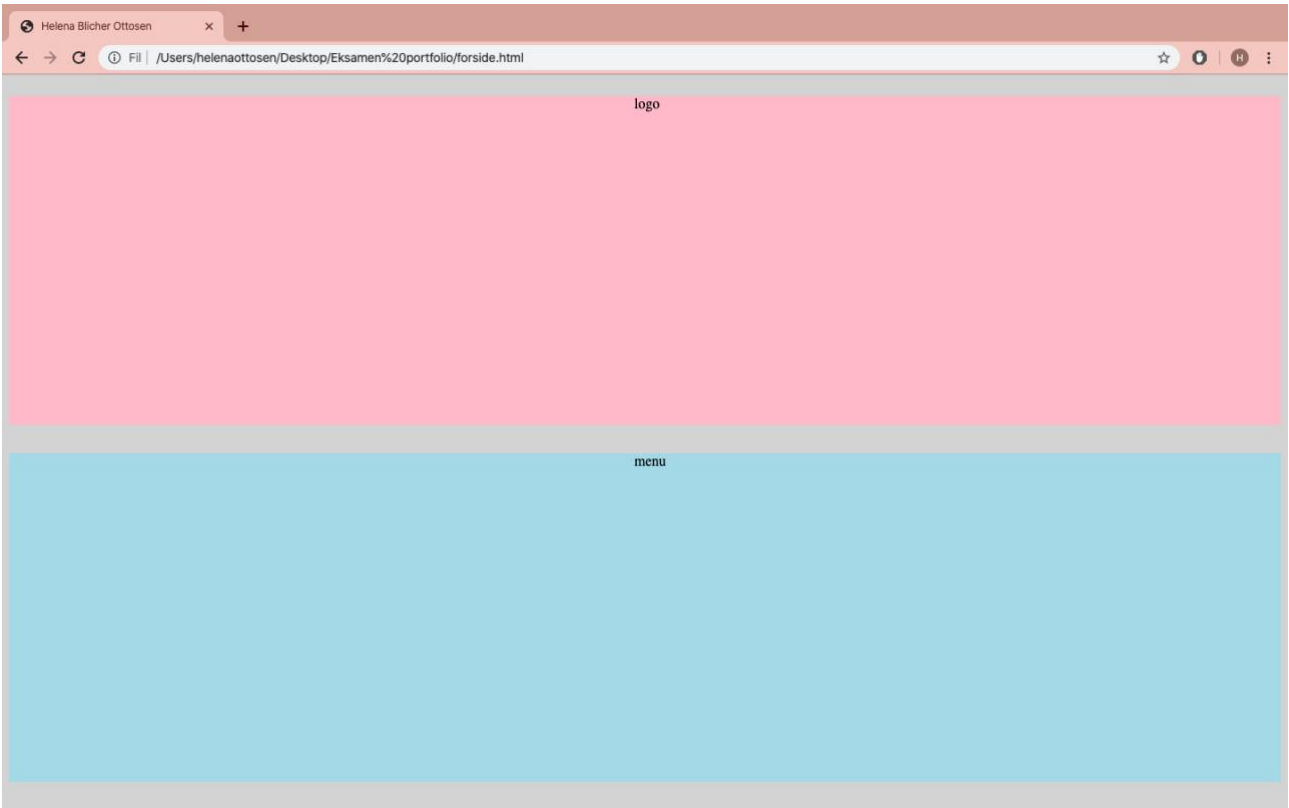 Helena Blicher Ottosen
Fil /Users/helenaottosen/Desktop/Eksamen%20portfolio/forside.html
H
logo
menu